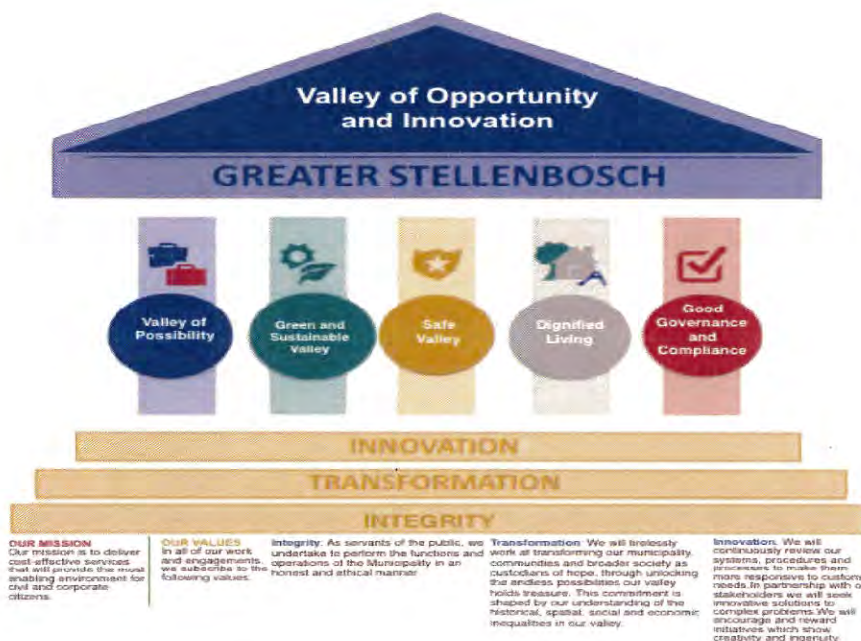 Valley of Opportunity
and Innovation
GREATER STELLENBOSCH
Valley of
Possibility
Green and
Sustainable
Valley
Safe
Valley
Dignified
Living
Good
Governance
and
Compliance
INNOVATION
TRANSFORMATION
INTEGRITY
OUR MISSION
Our mission is to deliver
cost-effective services
that will provide the most
enabling environment for
civil and corporate
citizens.
OUR VALUES
In all of our work
and engagements,
we subscribe to the
following values:
Integrity: As servants of the public, we
undertake to perform the functions and
operations of the Municipality in an
honest and ethical manner
Transformation: We will tirelessly
work at transforming our municipality,
communities and broader society as
custodians of hope, through unlocking
the endless possibilities our valley
holds treasure. This commitment is
shaped by our understanding of the
historical, spatial, social and economic
inequalities in our valley.
Innovation: We will
continuously review our
systems, procedures and
processes to make them
more responsive to custom
needs. In partnership with o
stakeholders we will seek
innovative solutions to
complex problems. We will
encourage and reward
initiatives which show
creativity and ingenuity